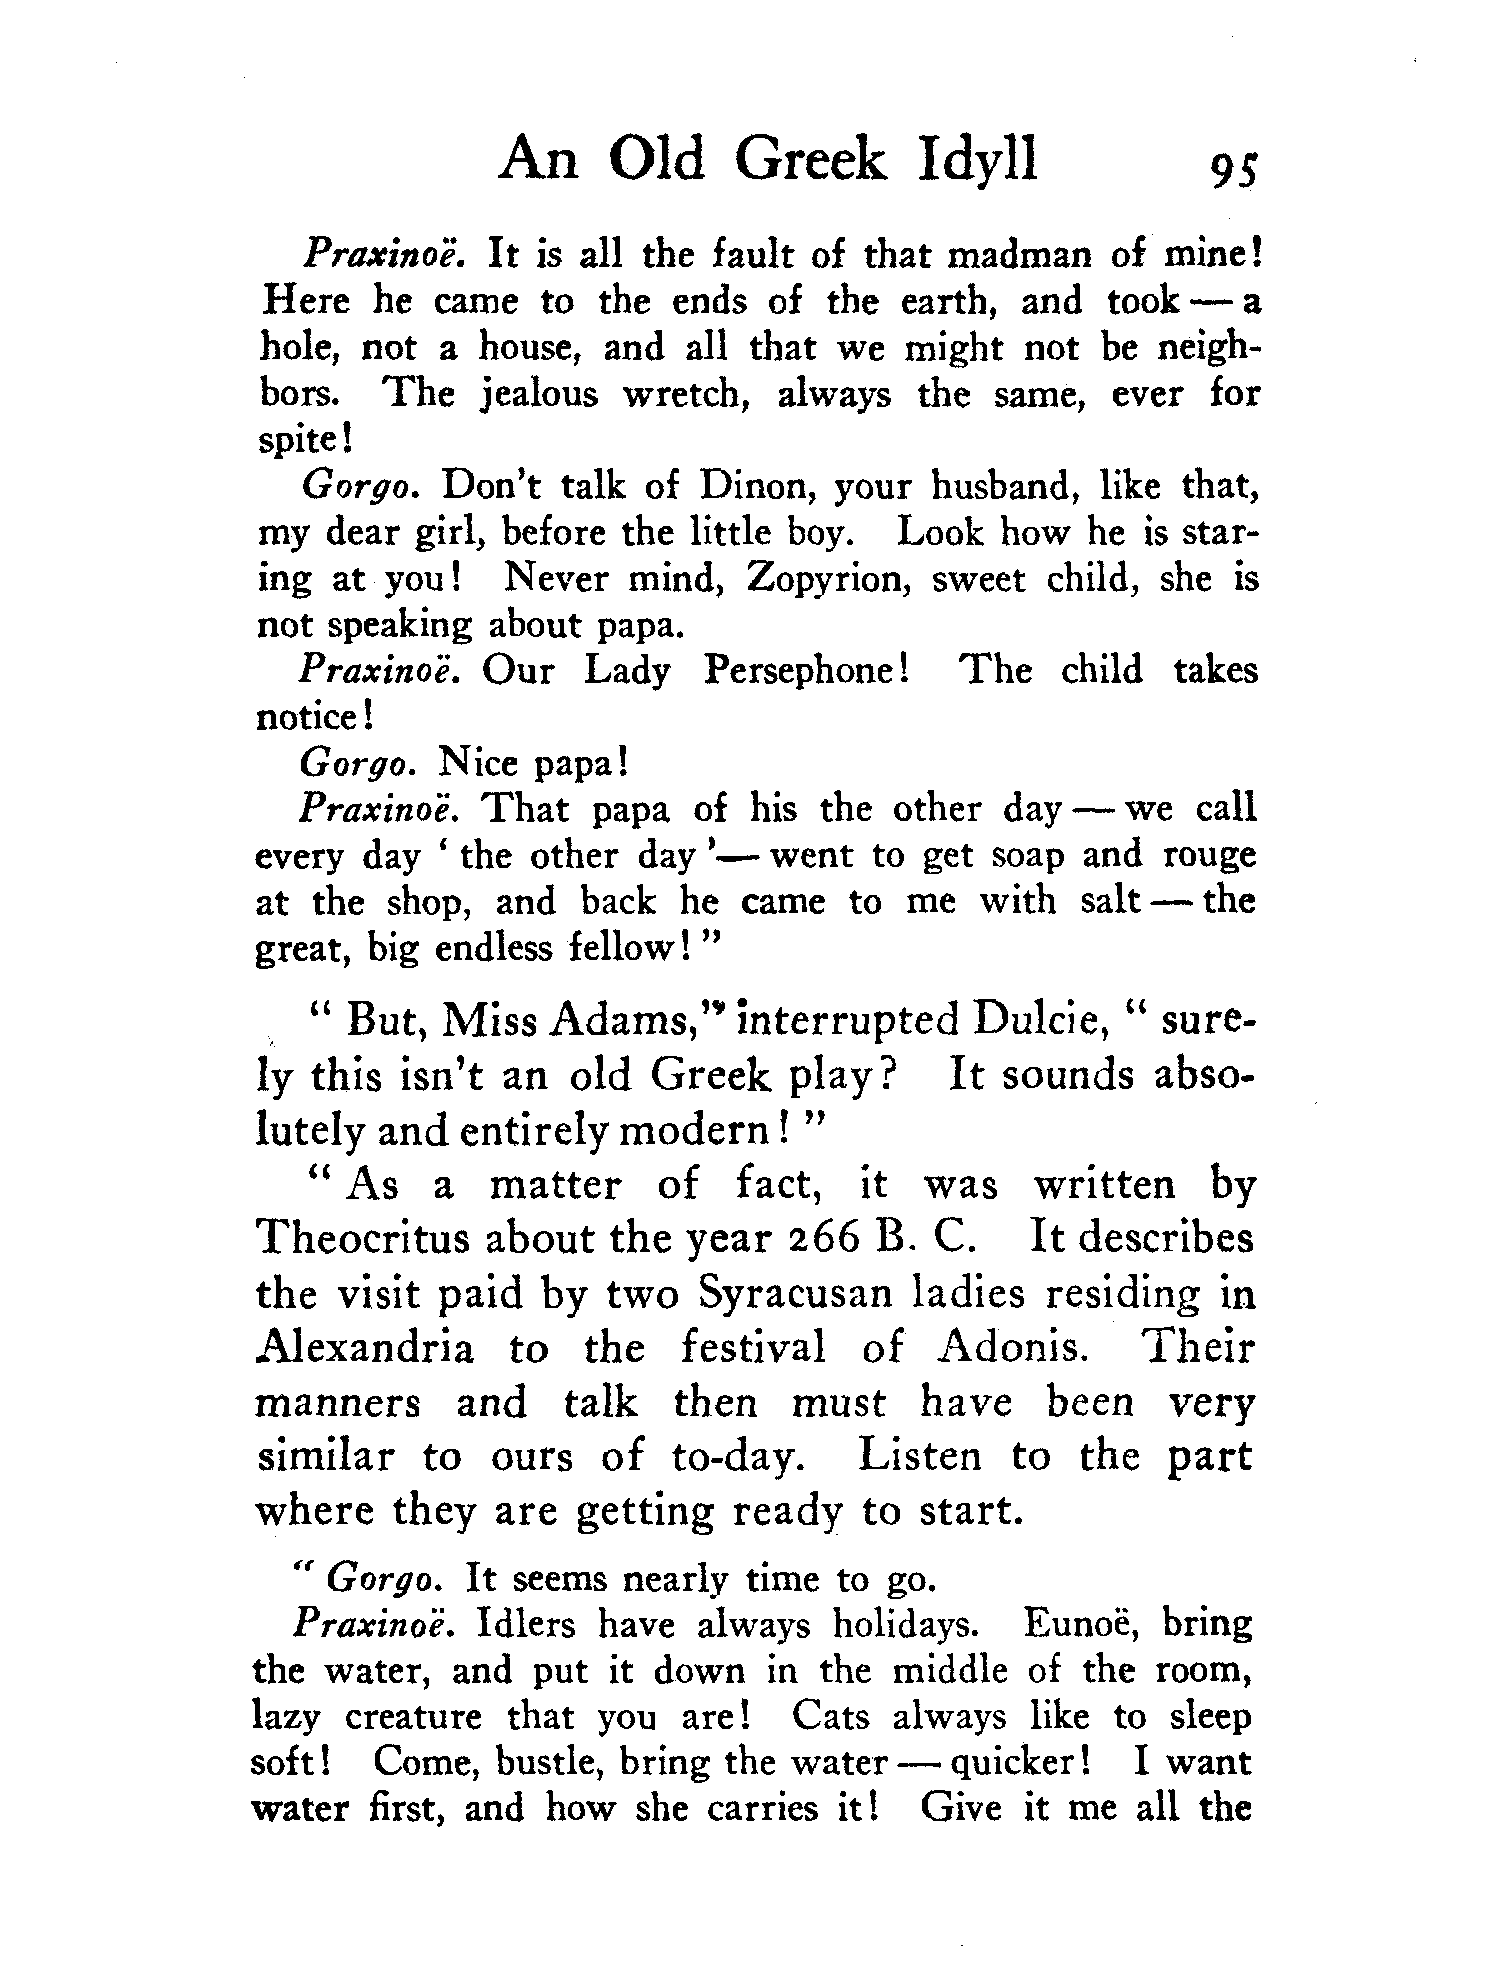 An Old Greek Idyll 95
Praxinoë. It is all the fault of that madman of mine!
Here he came to the ends of the earth, and took — a
hole, not a house, and all that we might not be neigh-
bors. The jealous wretch, always the same, ever for
spite!
Gorgo. Don't talk of Dinon, your husband, like that,
my dear girl, before the little boy. Look how he is star-
ing at you! Never mind, Zopyrion, sweet child, she is
not speaking about papa.
Praxinoë. Our Lady Persephone! The child takes
notice!
Gorgo. Nice papa!
Praxinoë. That papa of his the other day — we call
every day ' the other day '— went to get soap and rouge
at the shop, and back he came to me with salt — the
great, big endless fellow! "
" But, Miss Adams," interrupted Dulcie, " sure-
ly this isn't an old Greek play? It sounds abso-
lutely and entirely modern! "
" As a matter of fact, it was written by
Theocritus about the year 266 B. C. It describes
the visit paid by two Syracusan ladies residing in
Alexandria to the festival of Adonis. Their
manners and talk then must have been very
similar to ours of to-day. Listen to the part
where they are getting ready to start.
" Gorgo. It seems nearly time to go.
Praxinoë. Idlers have always holidays. Eunoë, bring
the water, and put it down in the middle of the room,
lazy creature that you are! Cats always like to sleep
soft! Come, bustle, bring the water — quicker! I want
water first, and how she carries it! Give it me all the